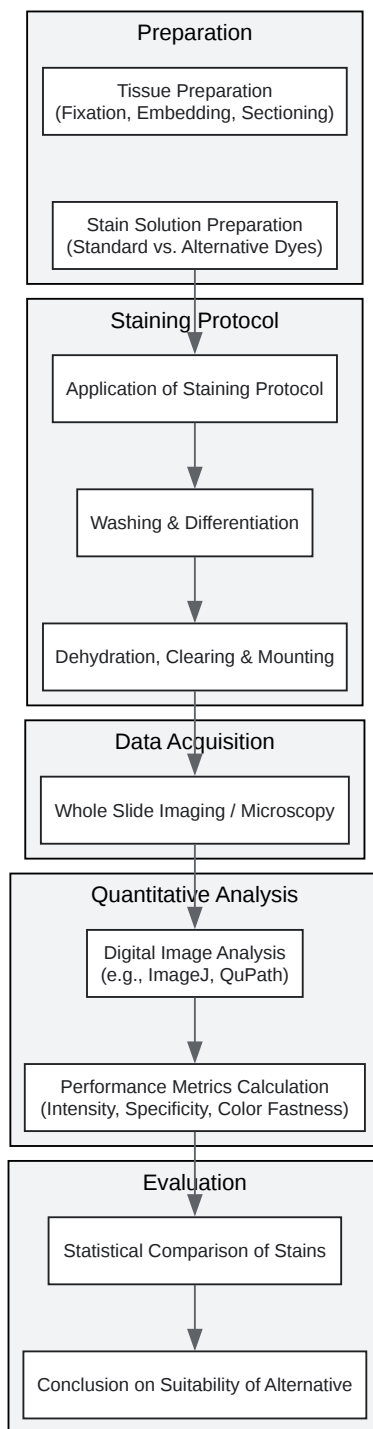 Preparation
Tissue Preparation
(Fixation, Embedding, Sectioning)
Stain Solution Preparation
(Standard vs. Alternative Dyes)
Staining Protocol
Application of Staining Protocol
Washing & Differentiation
Dehydration, Clearing & Mounting
Data Acquisition
Whole Slide Imaging / Microscopy
Quantitative Analysis
Digital Image Analysis
(e.g., ImageJ, QuPath)
Performance Metrics Calculation
(Intensity, Specificity, Color Fastness)
Evaluation
Statistical Comparison of Stains
Conclusion on Suitability of Alternative